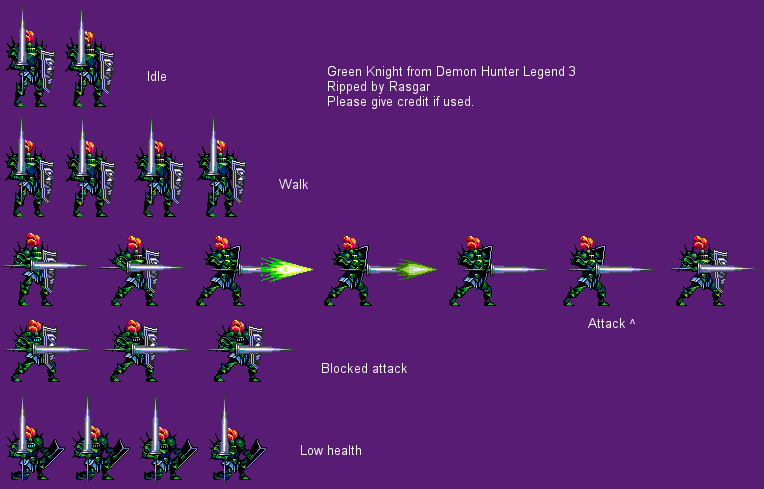 Idle
Green Knight from Demon Hunter Legend 3
Ripped by Rasgar
Please give credit if used.
Walk
Attack ^
Blocked attack
Low health